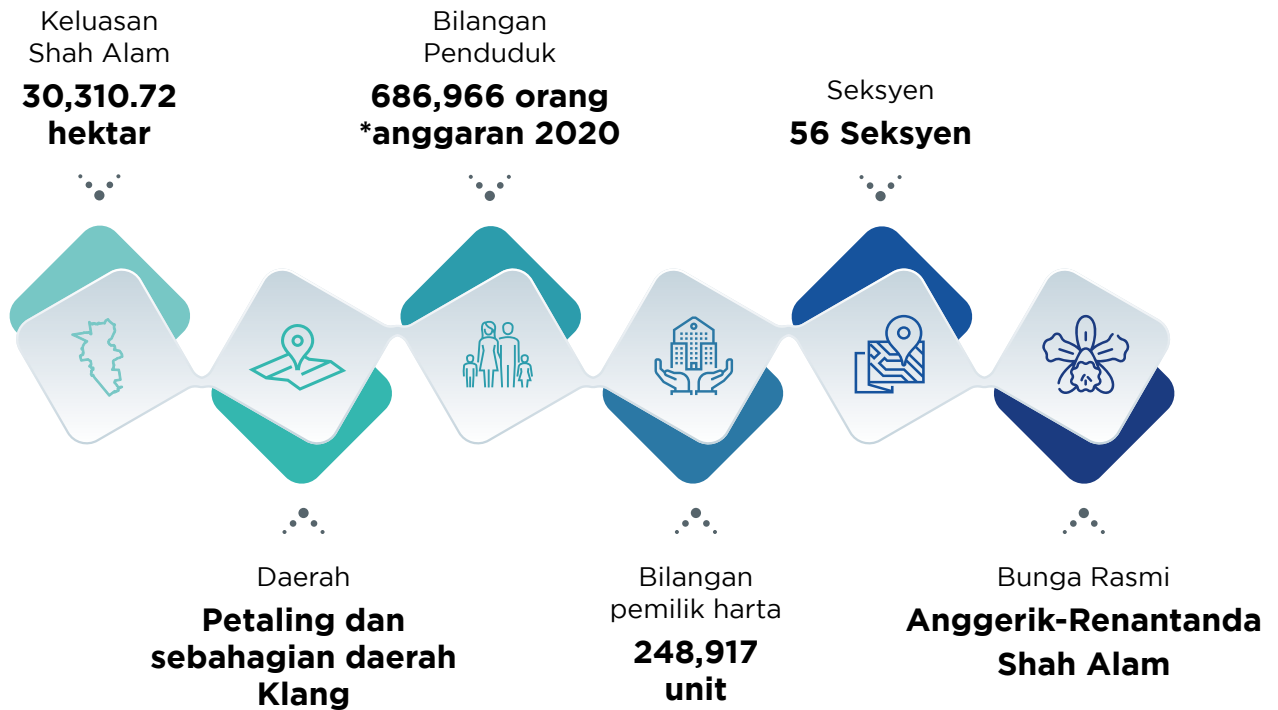 Keluasan
Shah Alam
30,310.72
hektar
Bilangan
Penduduk
686,966 orang
*anggaran 2020
Seksyen
56 Seksyen
Daerah
Petaling dan
sebahagian daerah
Klang
Bilangan
pemilik harta
248,917
unit
Bunga Rasmi
Anggerik-Renantanda
Shah Alam